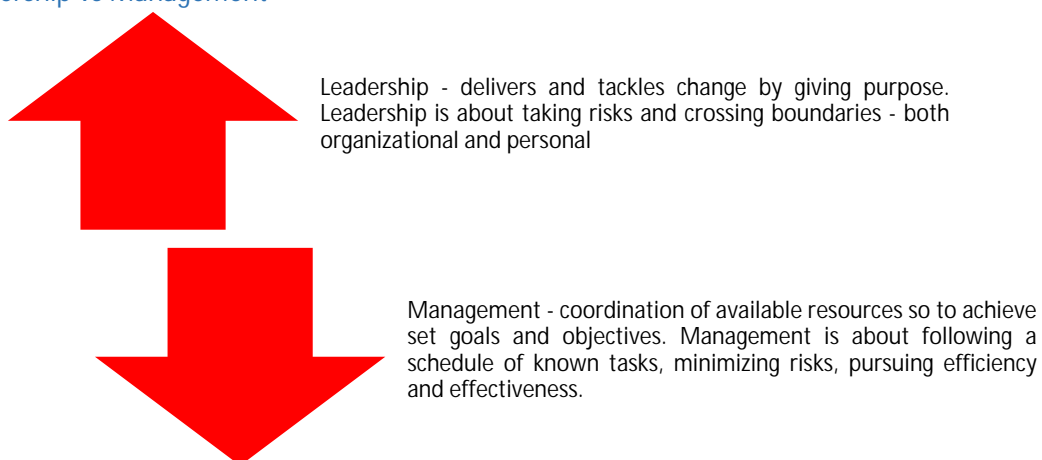 Leadership - delivers and tackles change by giving purpose.
Leadership is about taking risks and crossing boundaries - both
organizational and personal
Management - coordination of available resources so to achieve
set goals and objectives. Management is about following a
schedule of known tasks, minimizing risks, pursuing efficiency
and effectiveness.